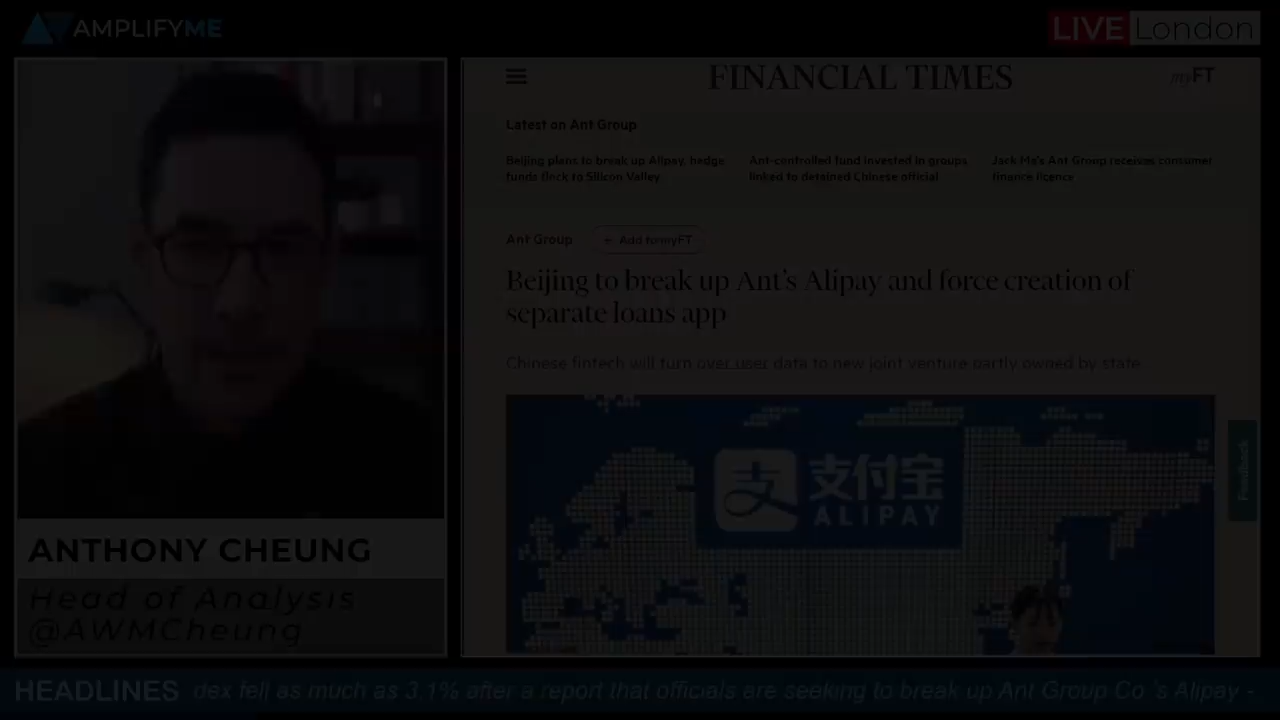 AMPLIFYME
LIVE London
FINANCIAL TIMES
myFT
Latest on Ant Group
Beijing plans to break up Alipay, hedge
funds flock to Silicon Valley
Ant-controlled fund invested in groups
linked to detained Chinese official
Jack Ma's Ant Group receives consumer
finance licence
Ant Group
+ Add to myFT
Beijing to break up Ant's Alipay and force creation of
separate loans app
Chinese fintech will turn over user data to new joint venture partly owned by state
支付宝
ALIPAY
Feedback
ANTHONY CHEUNG
Head of Analysis
@AWMCheung
HEADLINES dex fell as much as 3.1% after a report that officials are seeking to break up Ant Group Co 's Alipay -